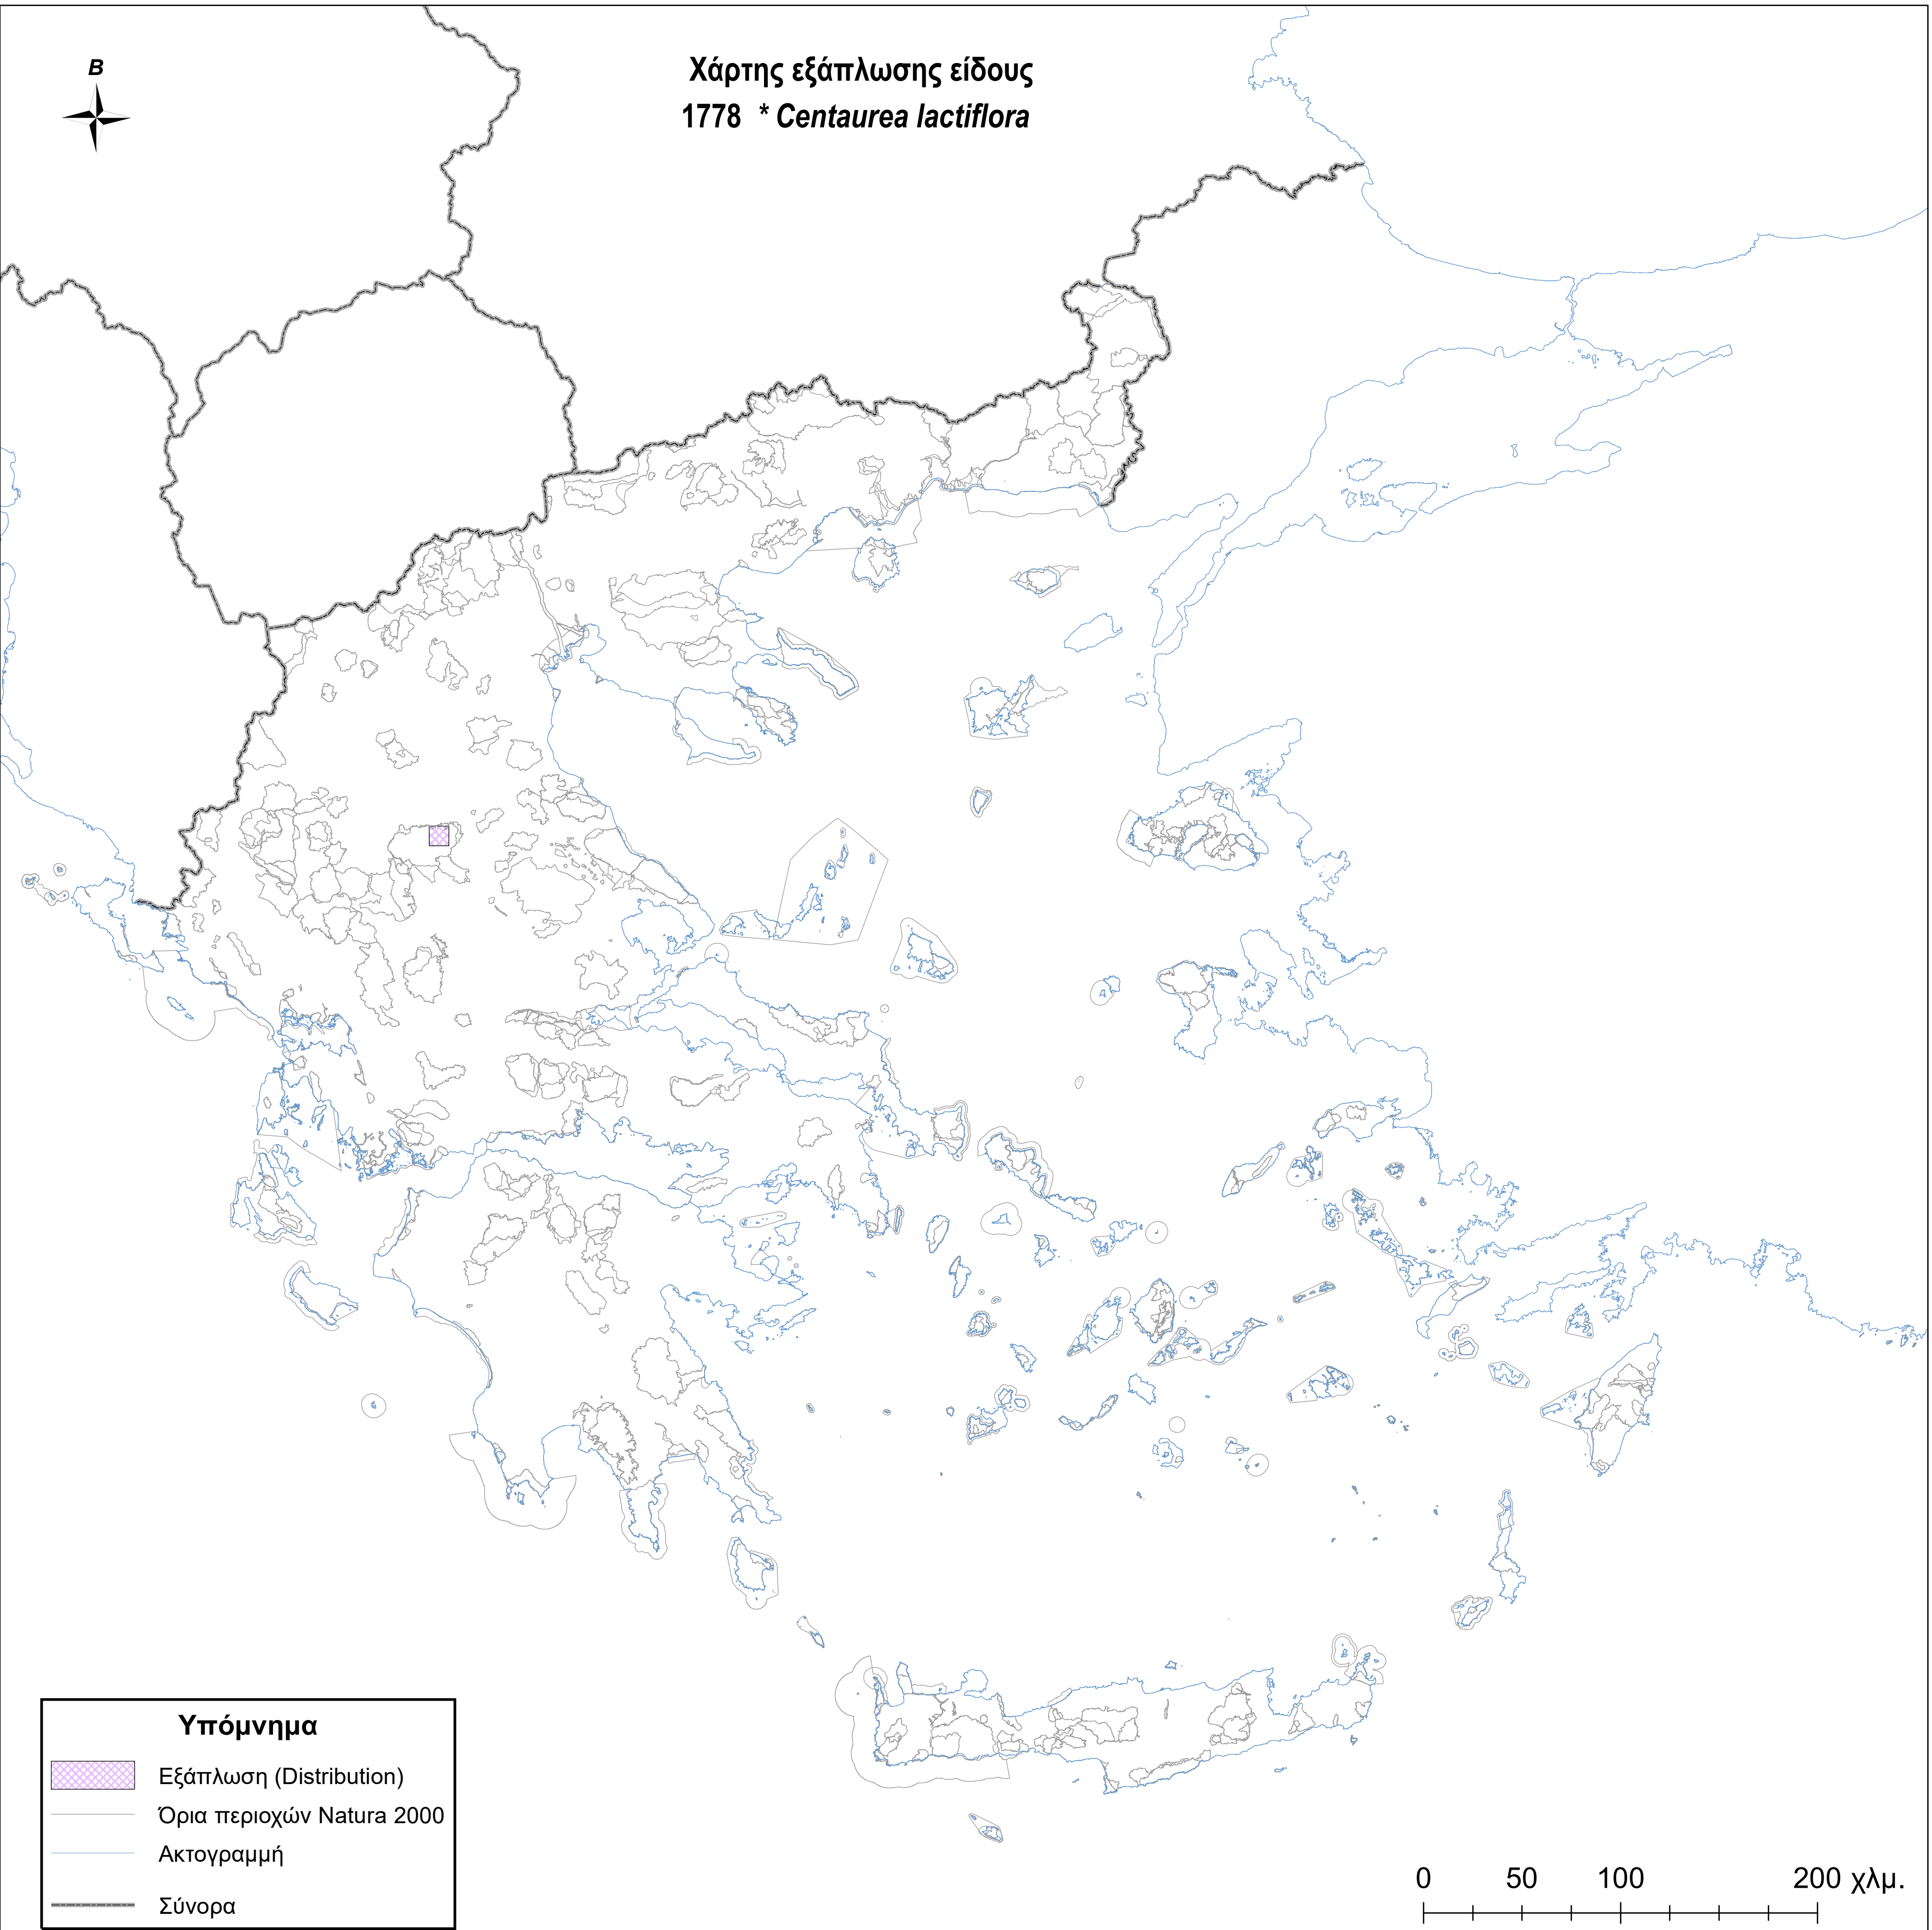 B
Χάρτης εξάπλωσης είδους
1778 * Centaurea lactiflora
Υπόμνημα
Εξάπλωση (Distribution)
Όρια περιοχών Natura 2000
Ακτογραμμή
Σύνορα
0 50 100 200 χλμ.